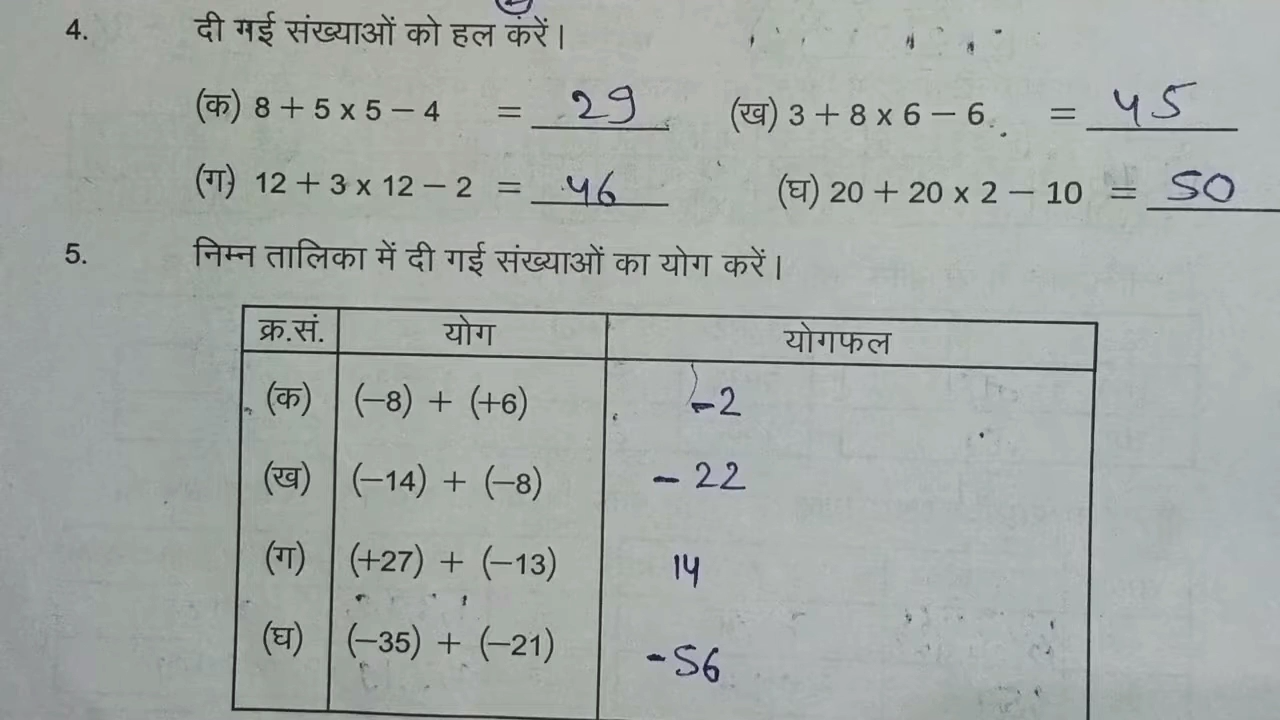 4. दी गई संख्याओं को हल करें।
(क) 8 + 5 x 5 – 4 = 29 (ख) 3 + 8 x 6 – 6 = 45
(ग) 12 + 3 x 12 – 2 = 46 (घ) 20 + 20 x 2 – 10 = 50
5. निम्न तालिका में दी गई संख्याओं का योग करें।
क्र.सं. योग योगफल
(क) (–8) + (+6) -2
(ख) (–14) + (–8) - 22
(ग) (+27) + (–13) 14
(घ) (–35) + (–21) -56